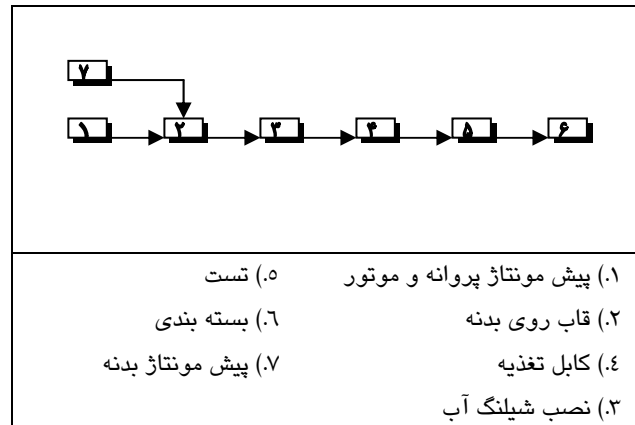 ۷
۱ ۲ ۳ ۴ ۵ ۶
۱.) پیش مونتاژ پروانه و موتور
۲.) قاب روی بدنه
۴.) کابل تغذیه
۳.) نصب شیلنگ آب
۵.) تست
۶.) بسته بندی
۷.) پیش مونتاژ بدنه